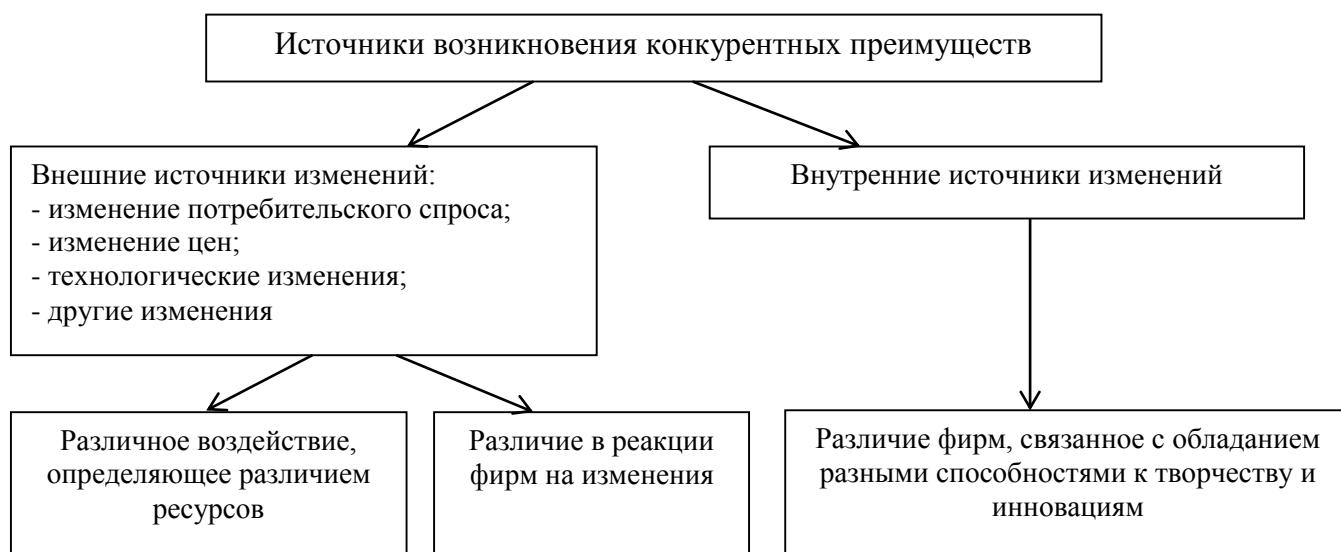 Источники возникновения конкурентных преимуществ
Внешние источники изменений:
- изменение потребительского спроса;
- изменение цен;
- технологические изменения;
- другие изменения
Внутренние источники изменений
Различное воздействие,
определяющее различием
ресурсов
Различие в реакции
фирм на изменения
Различие фирм, связанное с обладанием
разными способностями к творчеству и
инновациям